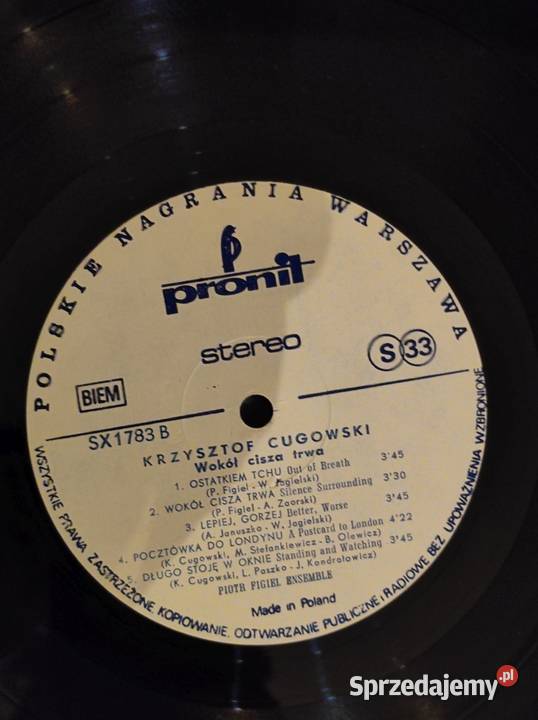 POLSKIE NAGRANIA WARSZAWA
pronit
stereo
BIEM
S 33
SX 1783 B
KRZYSZTOF CUGOWSKI
Wokół cisza trwa
1. OSTATKIEM TCHU Out of Breath 3'45
(P. Figiel - W. Jagielski)
2. WOKÓŁ CISZA TRWA Silence Surrounding 3'30
(P. Figiel - A. Zaorski)
3. LEPIEJ, GORZEJ Better, Worse 3'45
(A. Januszko - W. Jagielski)
4. POCZTÓWKA DO LONDYNU A Postcard to London 4'22
(K. Cugowski, M. Stefankiewicz - B. Olewicz)
5. DŁUGO STOJĘ W OKNIE Standing and Watching 3'45
(K. Cugowski, L. Paszko - J. Kondratowicz)
PIOTR FIGIEL ENSEMBLE
Made in Poland
WSZYSTKIE PRAWA ZASTRZEŻONE KOPIOWANIE, ODTWARZANIE PUBLICZNE I RADIOWE BEZ UPOWAŻNIENIA WZBRONIONE
Sprzedajemy.pl